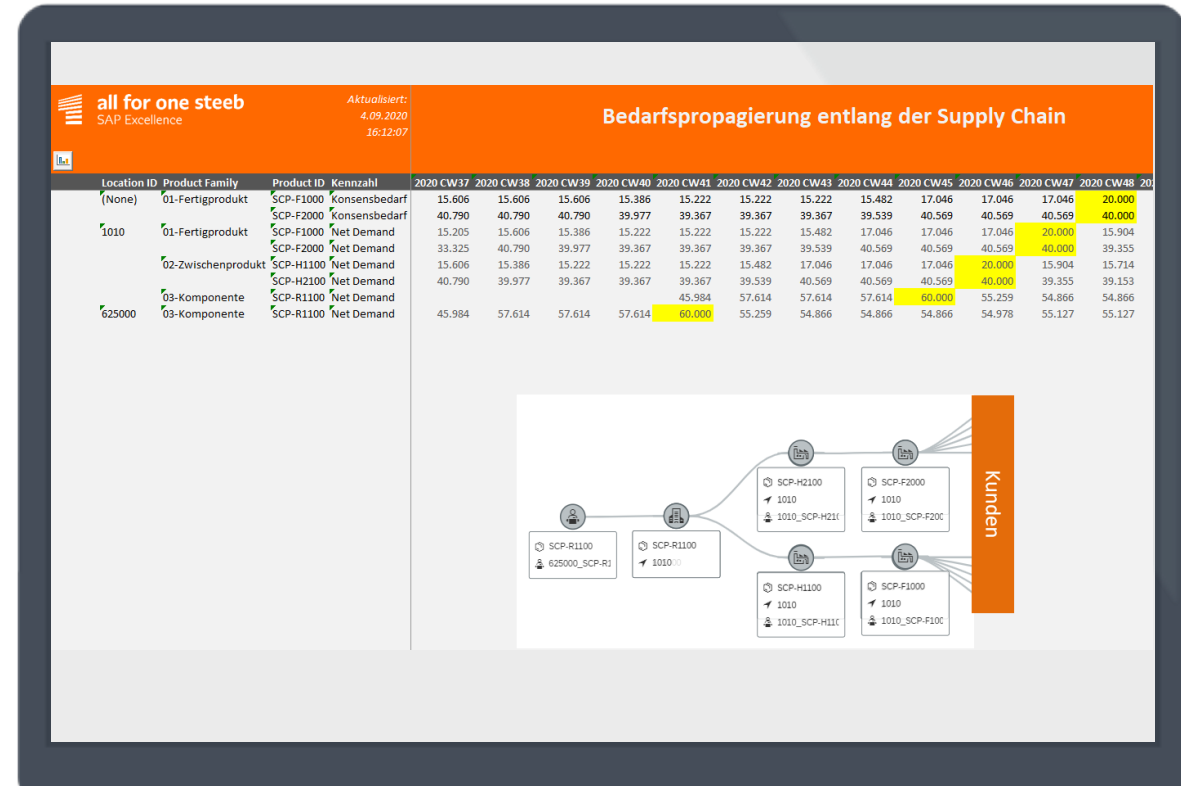 all for one steeb
SAP Excellence
Aktualisiert:
4.09.2020
16:12:07
Bedarfspropagierung entlang der Supply Chain
Location ID Product Family Product ID Kennzahl 2020 CW37 2020 CW38 2020 CW39 2020 CW40 2020 CW41 2020 CW42 2020 CW43 2020 CW44 2020 CW45 2020 CW46 2020 CW47 2020 CW48
(None) 01-Fertigprodukt SCP-F1000 Konsensbedarf 15.606 15.606 15.606 15.386 15.222 15.222 15.222 15.482 17.046 17.046 17.046 20.000
SCP-F2000 Konsensbedarf 40.790 40.790 40.790 39.977 39.367 39.367 39.367 39.539 40.569 40.569 40.569 40.000
1010 01-Fertigprodukt SCP-F1000 Net Demand 15.205 15.606 15.386 15.222 15.222 15.222 15.482 17.046 17.046 17.046 20.000 15.904
SCP-F2000 Net Demand 33.325 40.790 39.977 39.367 39.367 39.367 39.539 40.569 40.569 40.569 40.000 39.355
02-Zwischenprodukt SCP-H1100 Net Demand 15.606 15.386 15.222 15.222 15.222 15.482 17.046 17.046 17.046 20.000 15.904 15.714
SCP-H2100 Net Demand 40.790 39.977 39.367 39.367 39.367 39.539 40.569 40.569 40.569 40.000 39.355 39.153
03-Komponente SCP-R1100 Net Demand 45.984 57.614 57.614 57.614 60.000 55.259 54.866 54.866
625000 03-Komponente SCP-R1100 Net Demand 45.984 57.614 57.614 57.614 60.000 55.259 54.866 54.866 54.866 54.978 55.127 55.127
SCP-H2100
1010
1010_SCP-H21(
SCP-F2000
1010
1010_SCP-F20C
Kunden
SCP-R1100
625000_SCP-R1
SCP-R1100
1010
SCP-H1100
1010
1010_SCP-H11(
SCP-F1000
1010
1010_SCP-F10C